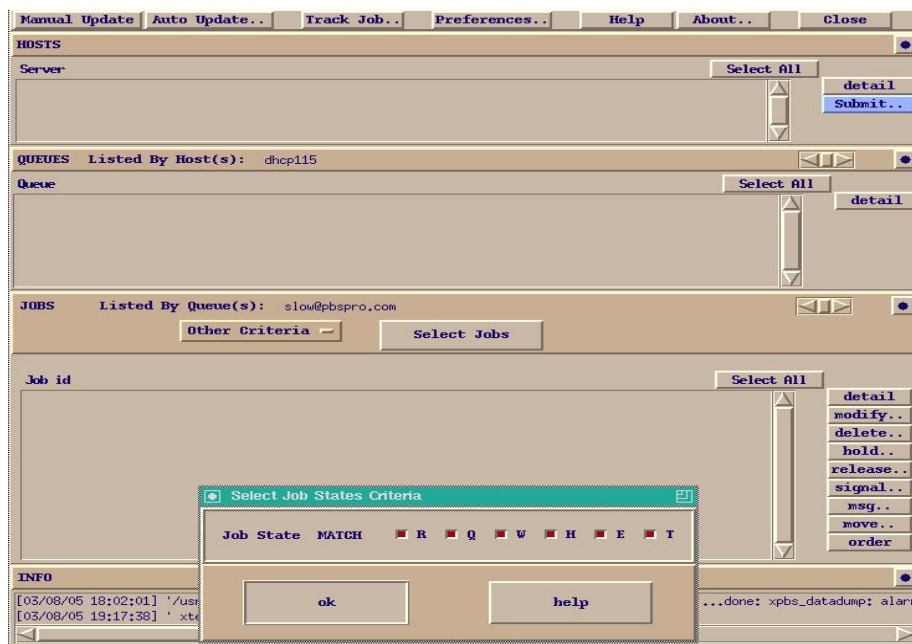 Manual Update Auto Update.. Track Job.. Preferences.. Help About.. Close
HOSTS
Server Select All
detail
Submit..
QUEUES Listed By Host(s): dhcp115
Queue Select All
detail
JOBS Listed By Queue(s): slow@pbspro.com
Other Criteria Select Jobs
Job id Select All
detail
modify..
delete..
hold..
release..
signal..
msg..
move..
order
Select Job States Criteria
Job State MATCH R Q W H E T
ok help
INFO
[03/08/05 18:02:01] '/usr ...done: xpbs_datadump: alarm
[03/08/05 19:17:38] ' xte